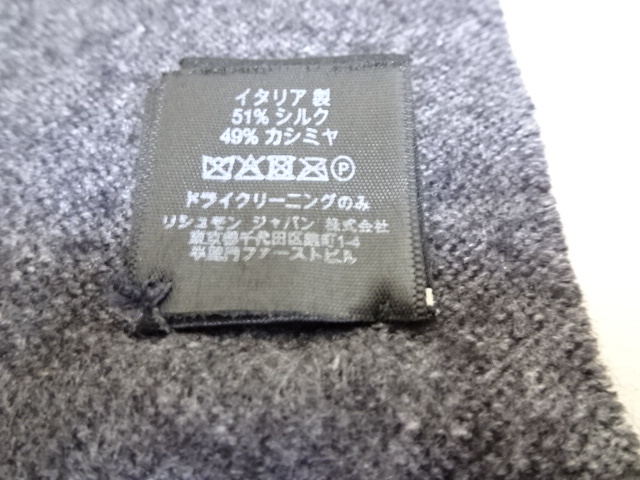 イタリア 製
51% シルク
49% カシミヤ
P
ドライクリーニングのみ
リシュモン ジャパン 株式会社
東京都千代田区麹町1-4
半蔵門ファーストビル